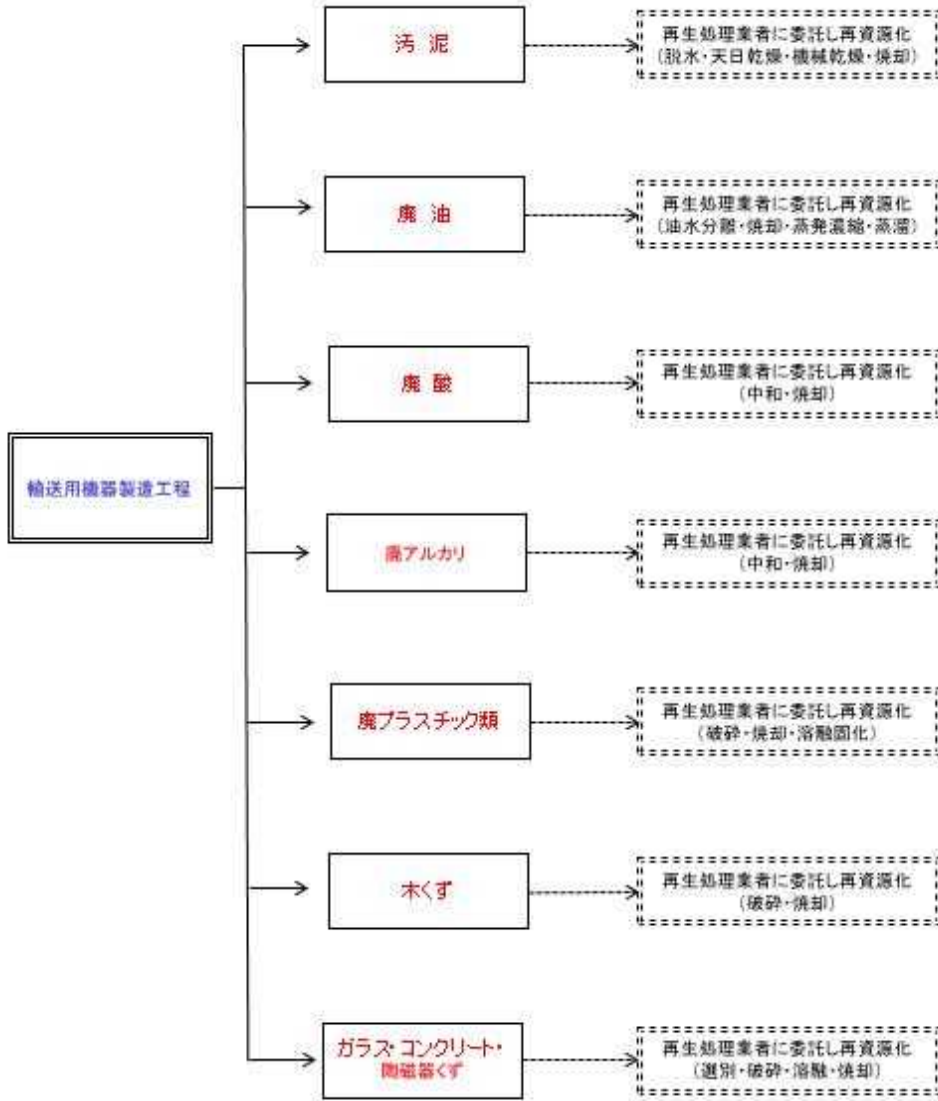 汚 泥
再生処理業者に委託し再資源化
(脱水・天日乾燥・機械乾燥・焼却)
廃 油
再生処理業者に委託し再資源化
(油水分離・焼却・蒸発濃縮・蒸溜)
廃 酸
再生処理業者に委託し再資源化
(中和・焼却)
輸送用機器製造工程
廃アルカリ
再生処理業者に委託し再資源化
(中和・焼却)
廃プラスチック類
再生処理業者に委託し再資源化
(破砕・焼却・溶融固化)
木くず
再生処理業者に委託し再資源化
(破砕・焼却)
ガラス・コンクリート・
陶磁器くず
再生処理業者に委託し再資源化
(選別・破砕・溶融・焼却)